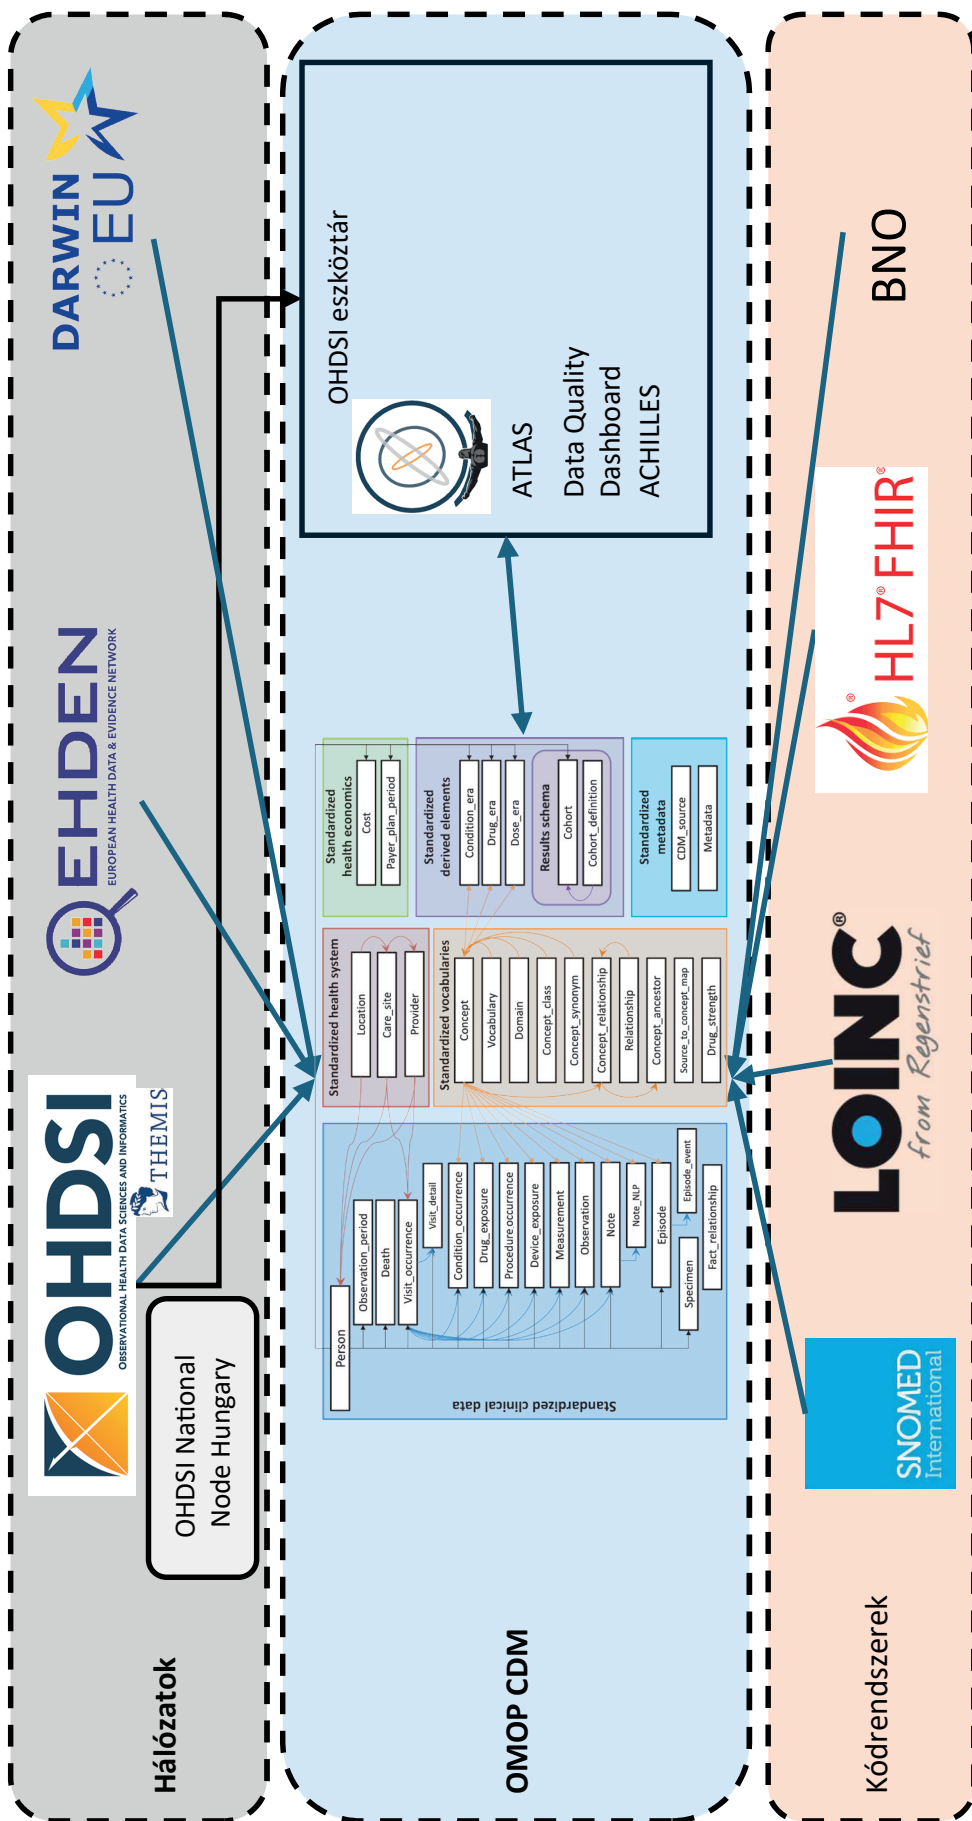 Hálózatok
OHDSI National
Node Hungary
OHDSI
OBSERVATIONAL HEALTH DATA SCIENCES AND INFORMATICS
THEMIS
EHDEN
EUROPEAN HEALTH DATA & EVIDENCE NETWORK
DARWIN
EU
OMOP CDM
Standardized clinical data
Person
Observation_period
Death
Visit_occurrence
Visit_detail
Condition_occurrence
Drug_exposure
Procedure occurrence
Device_exposure
Measurement
Observation
Note
Note_NLP
Episode
Episode_event
Specimen
Fact_relationship
Standardized health system
Location
Care_site
Provider
Standardized vocabularies
Concept
Vocabulary
Domain
Concept_class
Concept_synonym
Concept_relationship
Relationship
Concept_ancestor
Source_to_concept_map
Drug_strength
Standardized
health economics
Cost
Payer_plan_period
Standardized
derived elements
Condition_era
Drug_era
Dose_era
Results schema
Cohort
Cohort_definition
Standardized
metadata
CDM_source
Metadata
OHDSI eszköztár
ATLAS
Data Quality
Dashboard
ACHILLES
Kódrendszerek
SNOMED
International
LOINC®
from Regenstrief
® HL7® FHIR®
BNO